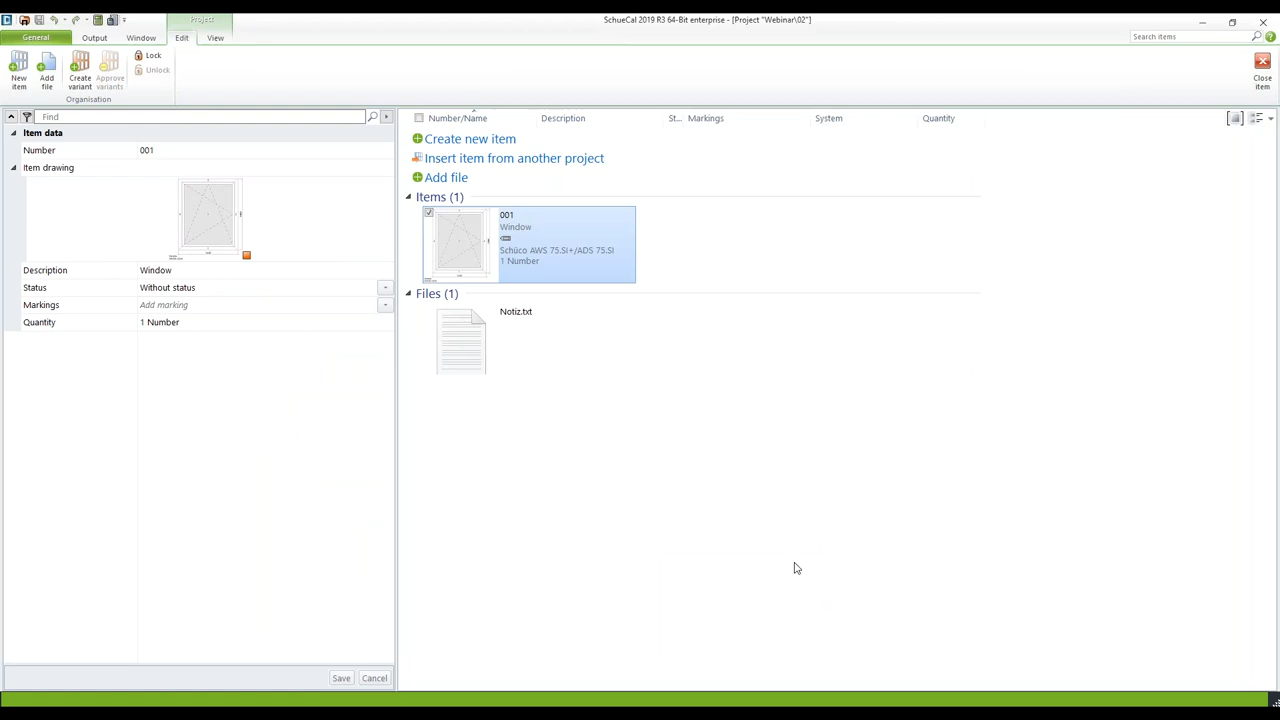 SchueCal 2019 R3 64-Bit enterprise - [Project "Webinar\02"]
Project
General
Output
Window
Edit
View
Search items
New item
Add file
Create variant
Approve variants
Lock
Unlock
Organisation
Close item
Find
Item data
Number 001
Item drawing
Description Window
Status Without status
Markings Add marking
Quantity 1 Number
Save
Cancel
Number/Name Description St... Markings System Quantity
Create new item
Insert item from another project
Add file
Items (1)
001
Window
Schüco AWS 75.SI+/ADS 75.SI
1 Number
Files (1)
Notiz.txt